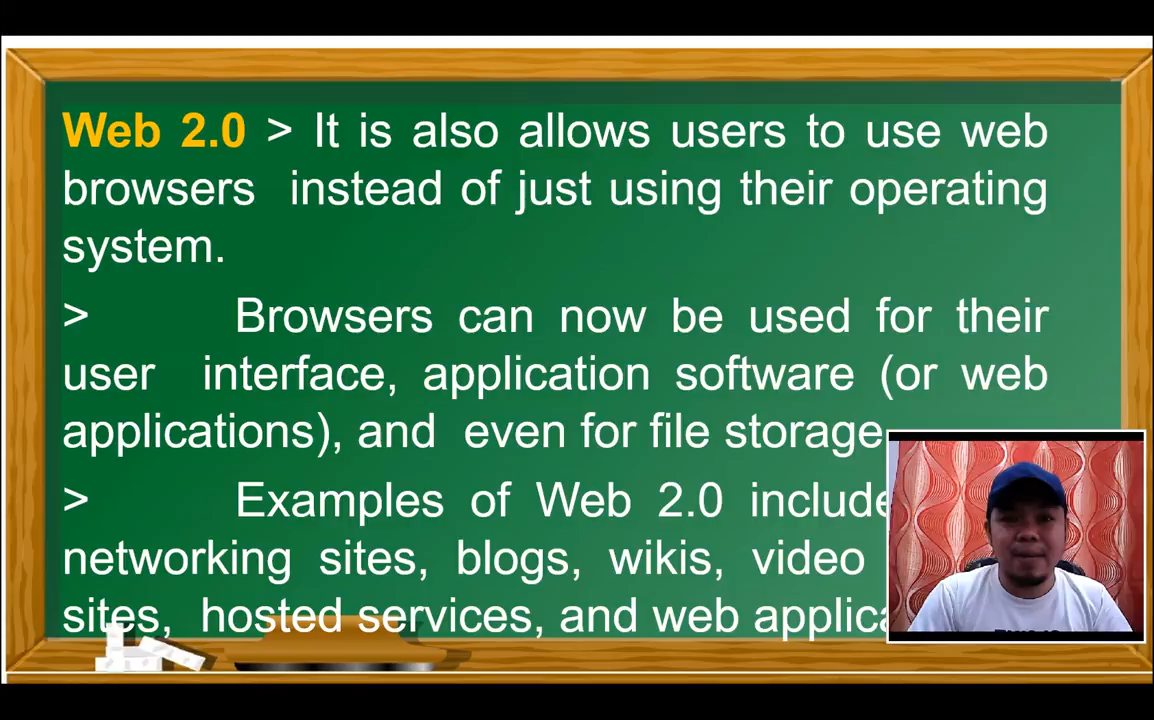 Web 2.0 > It is also allows users to use web
browsers instead of just using their operating
system.
> Browsers can now be used for their
user interface, application software (or web
applications), and even for file storage
> Examples of Web 2.0 include
networking sites, blogs, wikis, video
sites, hosted services, and web